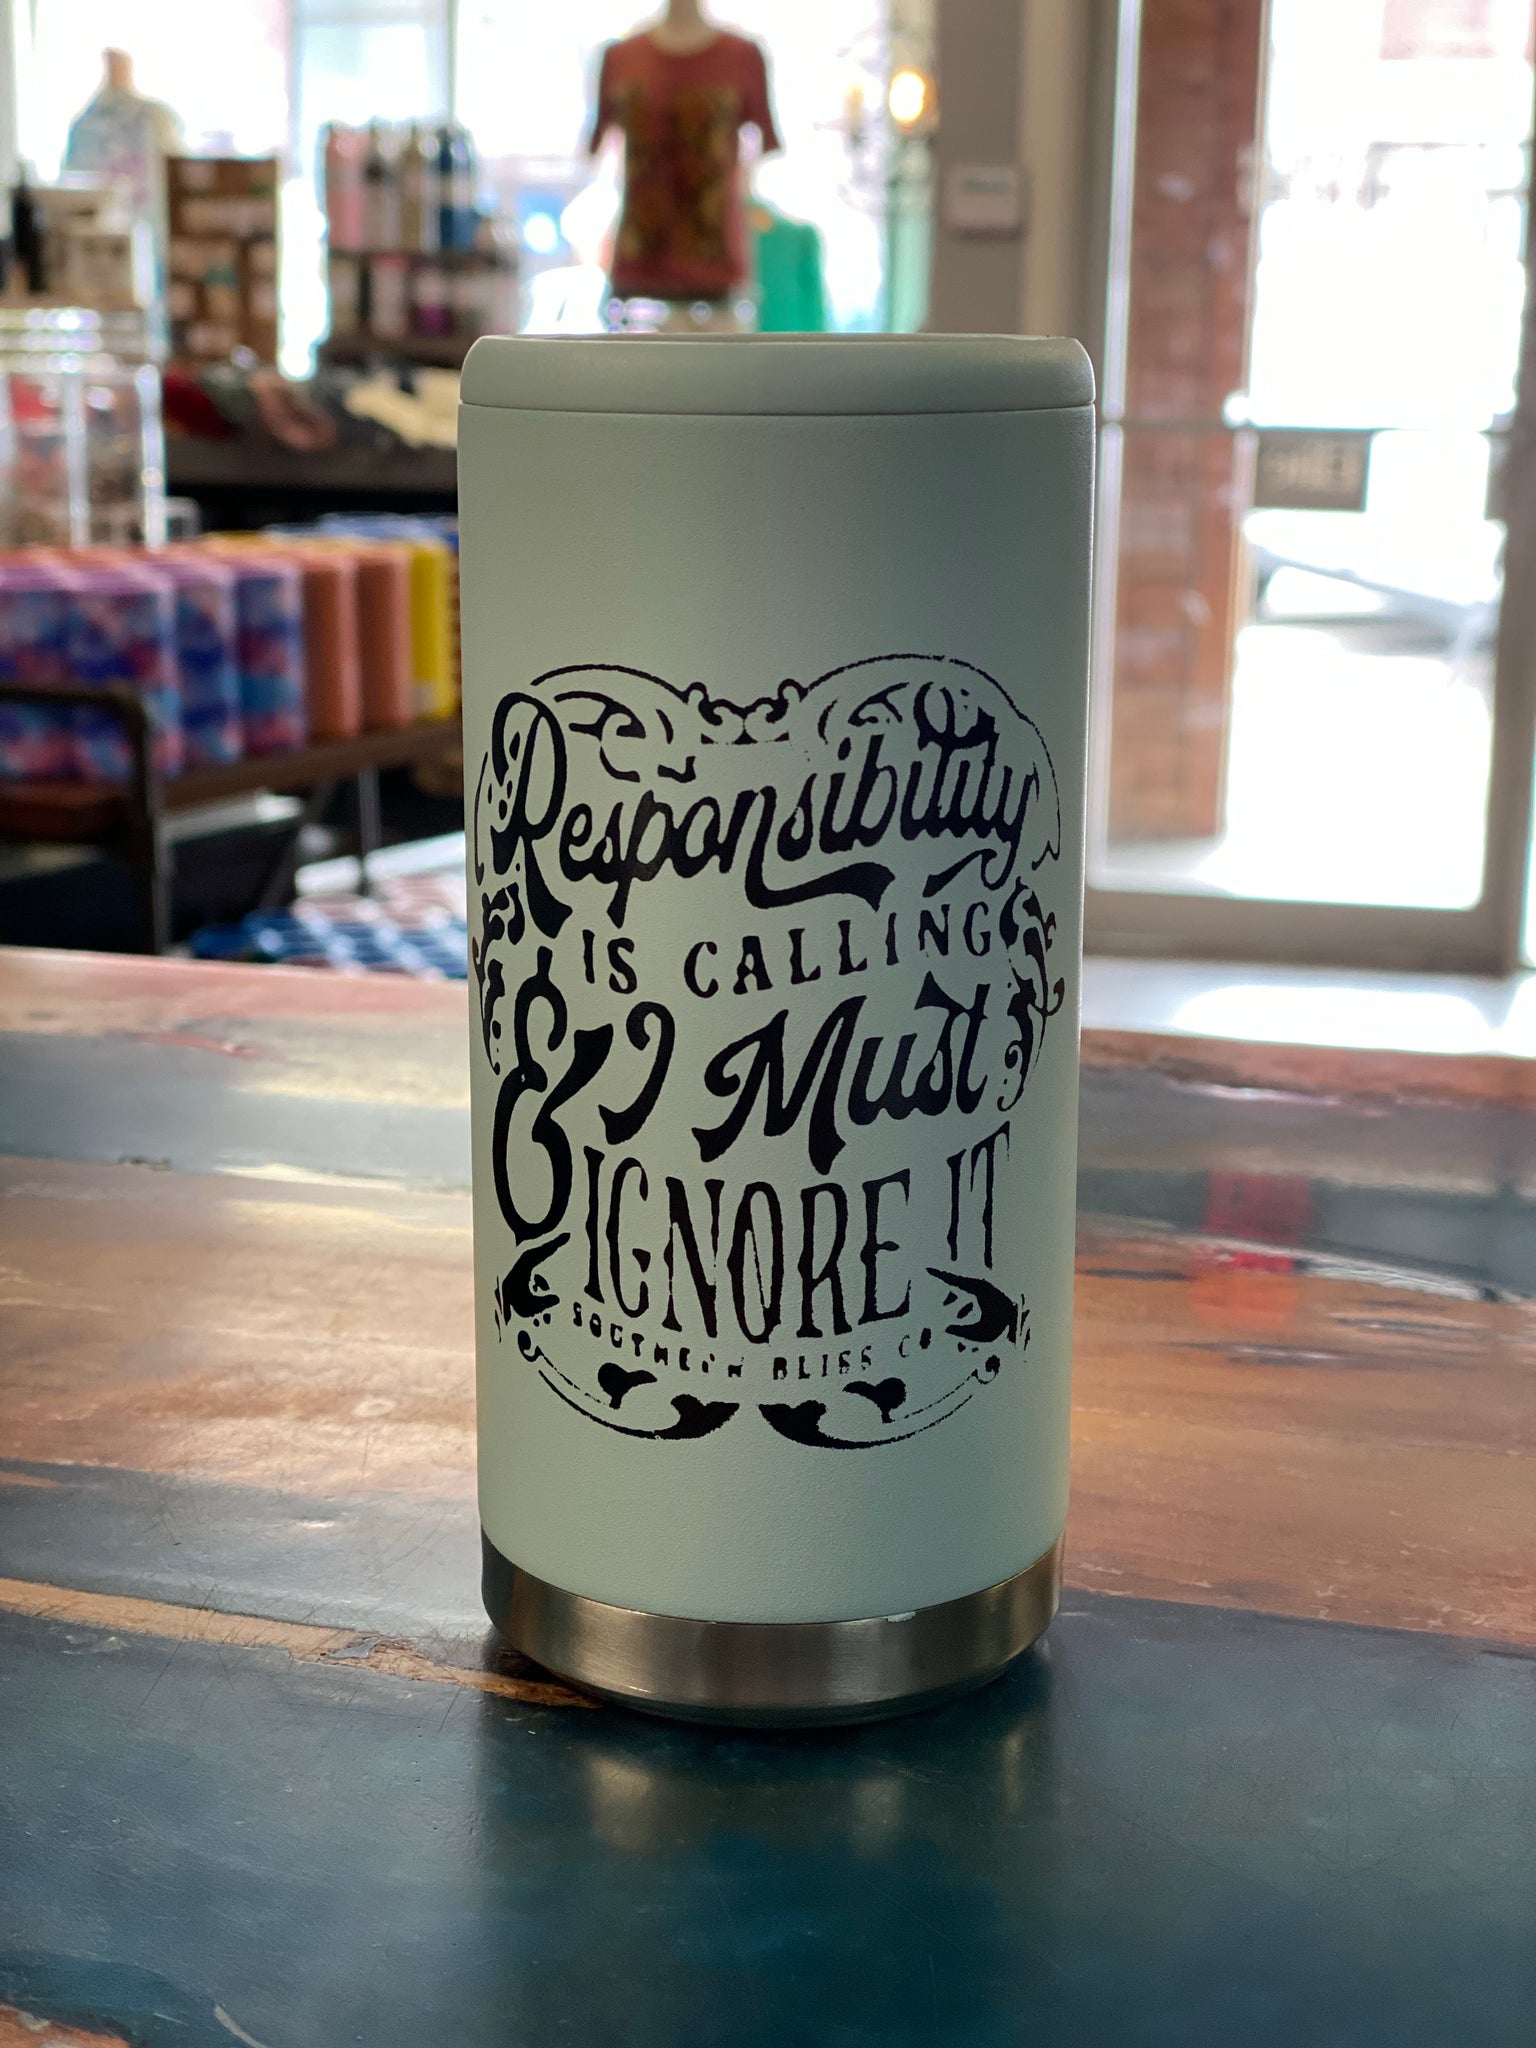 Responsibility
IS CALLING
& I Must
IGNORE IT
SOUTHERN BLISS CO